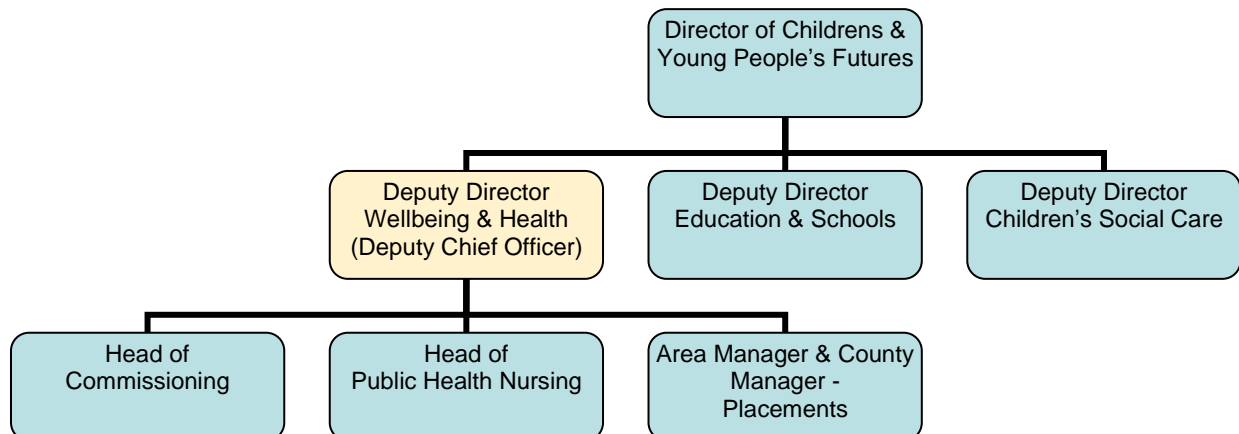 Director of Childrens &
Young People’s Futures
Deputy Director
Wellbeing & Health
(Deputy Chief Officer)
Deputy Director
Education & Schools
Deputy Director
Children’s Social Care
Head of
Commissioning
Head of
Public Health Nursing
Area Manager & County
Manager -
Placements